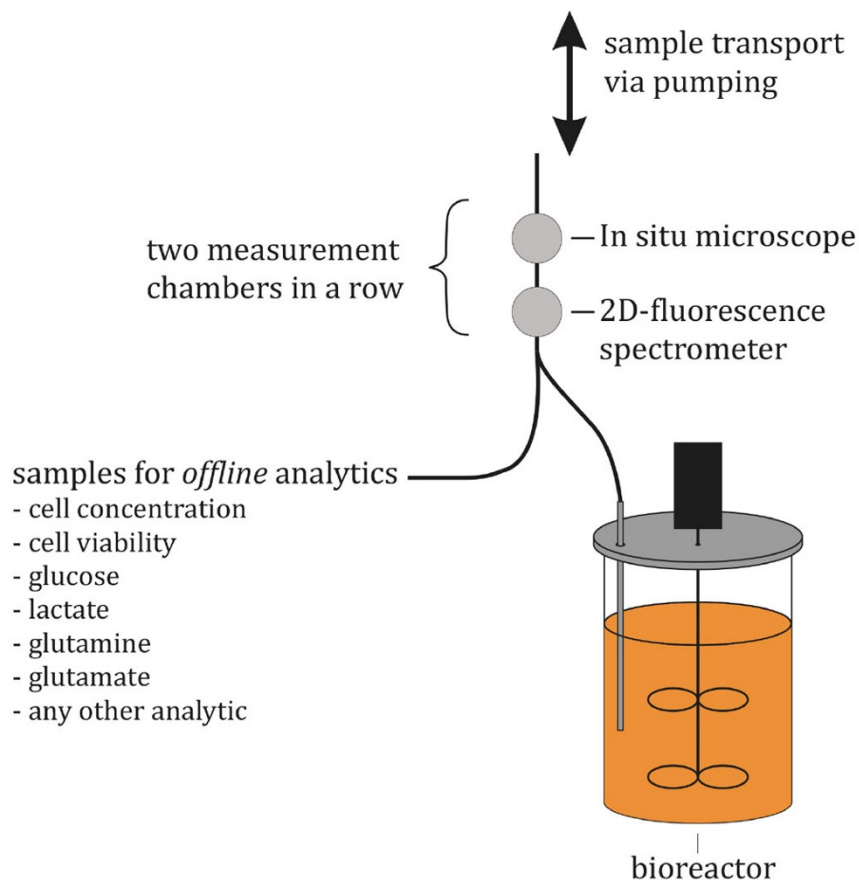 sample transport
via pumping
two measurement
chambers in a row
In situ microscope
2D-fluorescence
spectrometer
samples for offline analytics
- cell concentration
- cell viability
- glucose
- lactate
- glutamine
- glutamate
- any other analytic
bioreactor